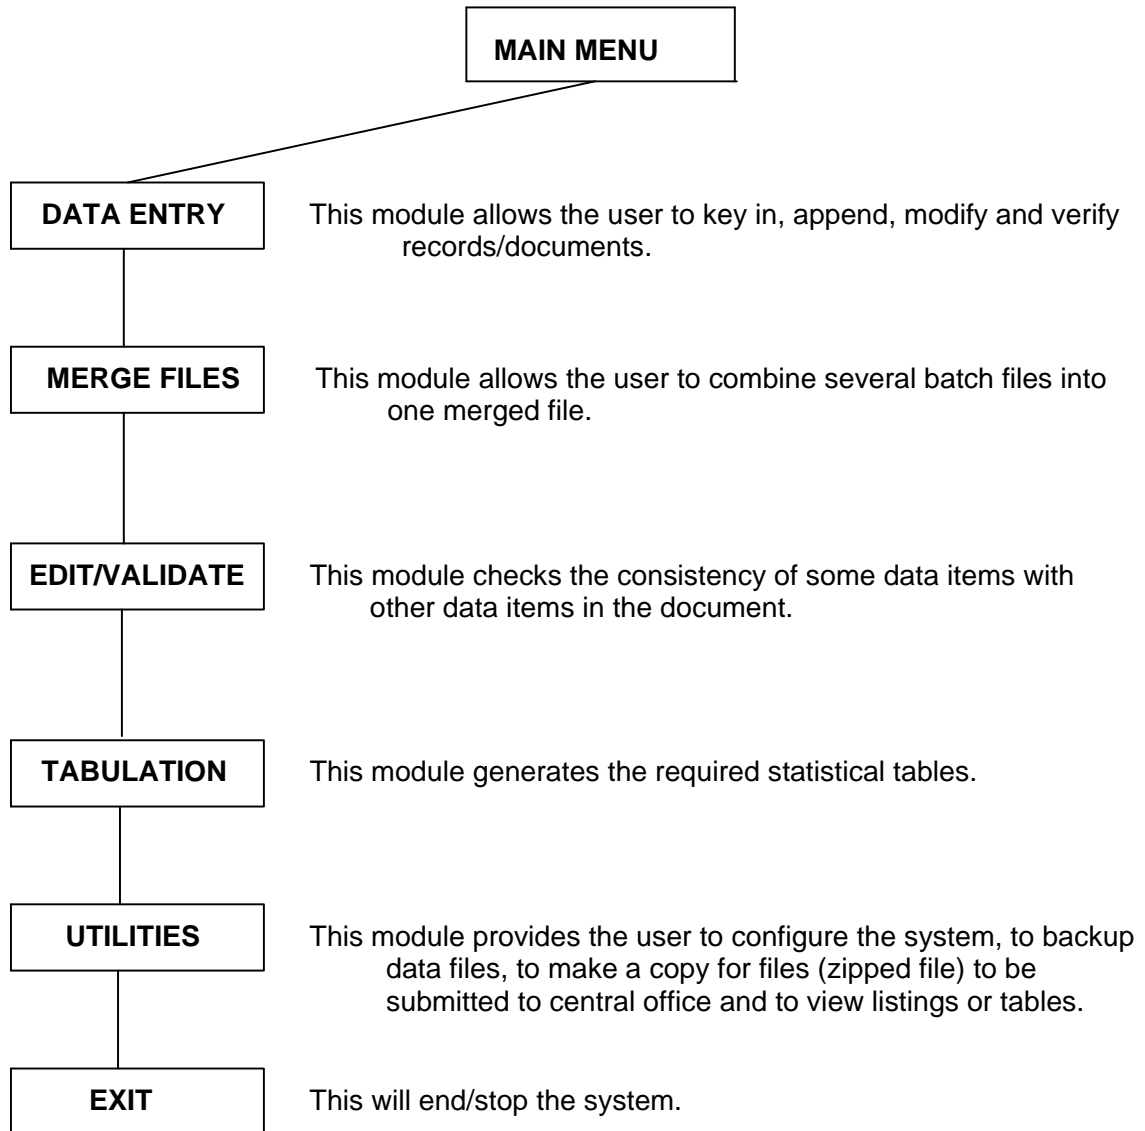 MAIN MENU
DATA ENTRY
This module allows the user to key in, append, modify and verify
records/documents.
MERGE FILES
This module allows the user to combine several batch files into
one merged file.
EDIT/VALIDATE
This module checks the consistency of some data items with
other data items in the document.
TABULATION
This module generates the required statistical tables.
UTILITIES
This module provides the user to configure the system, to backup
data files, to make a copy for files (zipped file) to be
submitted to central office and to view listings or tables.
EXIT
This will end/stop the system.